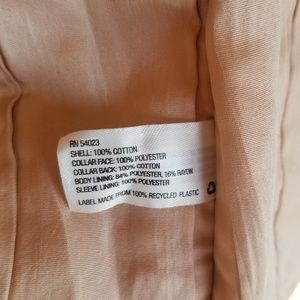 RN 54023
SHELL: 100% COTTON
COLLAR FACE: 100% POLYESTER
COLLAR BACK: 100% COTTON
BODY LINING: 84% POLYESTER, 16% RAYON
SLEEVE LINING: 100% POLYESTER
LABEL MADE FROM 100% RECYCLED PLASTIC